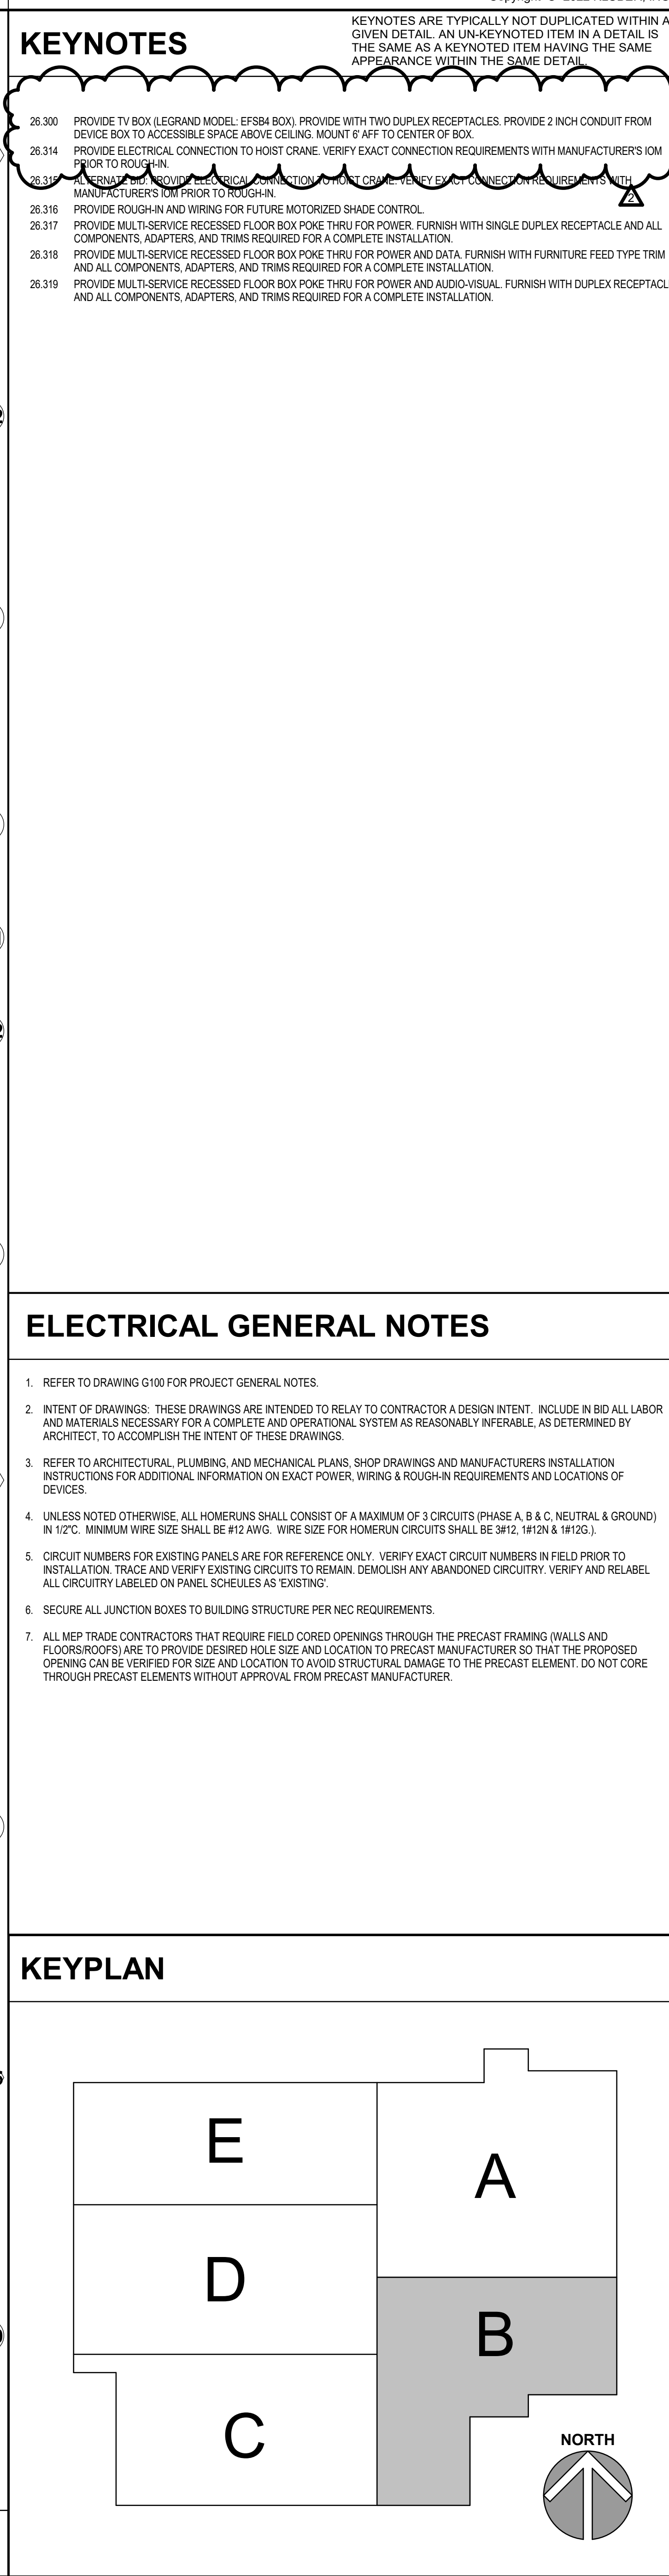 KEYNOTES
KEYNOTES ARE TYPICALLY NOT DUPLICATED WITHIN A
GIVEN DETAIL. AN UN-KEYNOTED ITEM IN A DETAIL IS
THE SAME AS A KEYNOTED ITEM HAVING THE SAME
APPEARANCE WITHIN THE SAME DETAIL.
26.300 PROVIDE TV BOX (LEGRAND MODEL: EFSB4 BOX). PROVIDE WITH TWO DUPLEX RECEPTACLES. PROVIDE 2 INCH CONDUIT FROM
DEVICE BOX TO ACCESSIBLE SPACE ABOVE CEILING. MOUNT 6' AFF TO CENTER OF BOX.
26.314 PROVIDE ELECTRICAL CONNECTION TO HOIST CRANE. VERIFY EXACT CONNECTION REQUIREMENTS WITH MANUFACTURER'S IOM
PRIOR TO ROUGH-IN.
26.315 ALTERNATE BID: PROVIDE ELECTRICAL CONNECTION TO HOIST CRANE. VERIFY EXACT CONNECTION REQUIREMENTS WITH
MANUFACTURER'S IOM PRIOR TO ROUGH-IN.
2
26.316 PROVIDE ROUGH-IN AND WIRING FOR FUTURE MOTORIZED SHADE CONTROL.
26.317 PROVIDE MULTI-SERVICE RECESSED FLOOR BOX POKE THRU FOR POWER. FURNISH WITH SINGLE DUPLEX RECEPTACLE AND ALL
COMPONENTS, ADAPTERS, AND TRIMS REQUIRED FOR A COMPLETE INSTALLATION.
26.318 PROVIDE MULTI-SERVICE RECESSED FLOOR BOX POKE THRU FOR POWER AND DATA. FURNISH WITH FURNITURE FEED TYPE TRIM
AND ALL COMPONENTS, ADAPTERS, AND TRIMS REQUIRED FOR A COMPLETE INSTALLATION.
26.319 PROVIDE MULTI-SERVICE RECESSED FLOOR BOX POKE THRU FOR POWER AND AUDIO-VISUAL. FURNISH WITH DUPLEX RECEPTACL
AND ALL COMPONENTS, ADAPTERS, AND TRIMS REQUIRED FOR A COMPLETE INSTALLATION.
ELECTRICAL GENERAL NOTES
1. REFER TO DRAWING G100 FOR PROJECT GENERAL NOTES.
2. INTENT OF DRAWINGS: THESE DRAWINGS ARE INTENDED TO RELAY TO CONTRACTOR A DESIGN INTENT. INCLUDE IN BID ALL LABOR
AND MATERIALS NECESSARY FOR A COMPLETE AND OPERATIONAL SYSTEM AS REASONABLY INFERABLE, AS DETERMINED BY
ARCHITECT, TO ACCOMPLISH THE INTENT OF THESE DRAWINGS.
3. REFER TO ARCHITECTURAL, PLUMBING, AND MECHANICAL PLANS, SHOP DRAWINGS AND MANUFACTURERS INSTALLATION
INSTRUCTIONS FOR ADDITIONAL INFORMATION ON EXACT POWER, WIRING & ROUGH-IN REQUIREMENTS AND LOCATIONS OF
DEVICES.
4. UNLESS NOTED OTHERWISE, ALL HOMERUNS SHALL CONSIST OF A MAXIMUM OF 3 CIRCUITS (PHASE A, B & C, NEUTRAL & GROUND)
IN 1/2"C. MINIMUM WIRE SIZE SHALL BE #12 AWG. WIRE SIZE FOR HOMERUN CIRCUITS SHALL BE 3#12, 1#12N & 1#12G.).
5. CIRCUIT NUMBERS FOR EXISTING PANELS ARE FOR REFERENCE ONLY. VERIFY EXACT CIRCUIT NUMBERS IN FIELD PRIOR TO
INSTALLATION. TRACE AND VERIFY EXISTING CIRCUITS TO REMAIN. DEMOLISH ANY ABANDONED CIRCUITRY. VERIFY AND RELABEL
ALL CIRCUITRY LABELED ON PANEL SCHEULES AS 'EXISTING'.
6. SECURE ALL JUNCTION BOXES TO BUILDING STRUCTURE PER NEC REQUIREMENTS.
7. ALL MEP TRADE CONTRACTORS THAT REQUIRE FIELD CORED OPENINGS THROUGH THE PRECAST FRAMING (WALLS AND
FLOORS/ROOFS) ARE TO PROVIDE DESIRED HOLE SIZE AND LOCATION TO PRECAST MANUFACTURER SO THAT THE PROPOSED
OPENING CAN BE VERIFIED FOR SIZE AND LOCATION TO AVOID STRUCTURAL DAMAGE TO THE PRECAST ELEMENT. DO NOT CORE
THROUGH PRECAST ELEMENTS WITHOUT APPROVAL FROM PRECAST MANUFACTURER.
KEYPLAN
E
A
D
B
C
NORTH